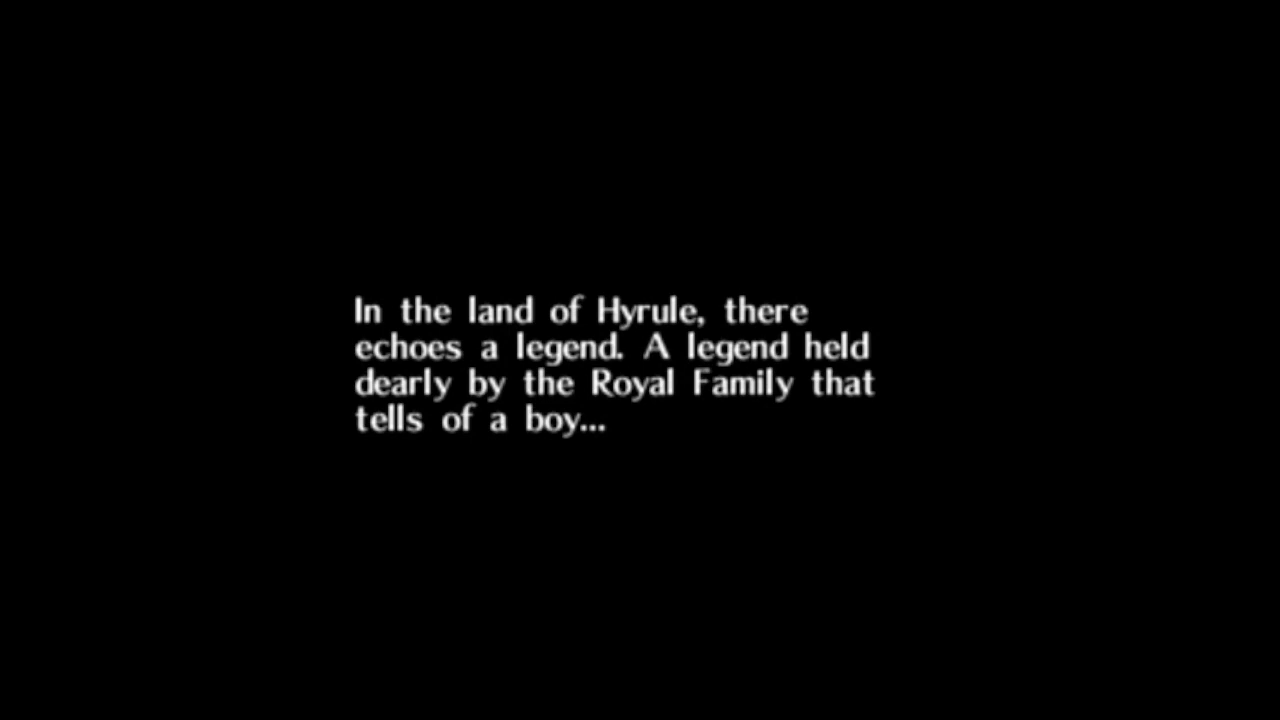 In the land of Hyrule, there
echoes a legend. A legend held
dearly by the Royal Family that
tells of a boy...